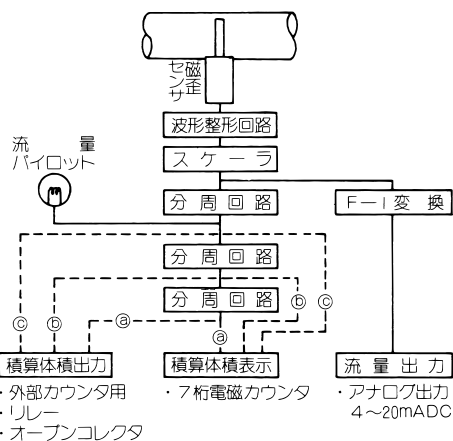 磁歪
センサ
波形整形回路
流量
パイロット
スケーラ
分周回路
F－I変換
分周回路
分周回路
ⓒ ⓑ ⓐ ⓐ ⓑ ⓒ
積算体積出力
積算体積表示
流量出力
・外部カウンタ用
・リレー
・オープンコレクタ
・7桁電磁カウンタ
・アナログ出力
4～20mADC